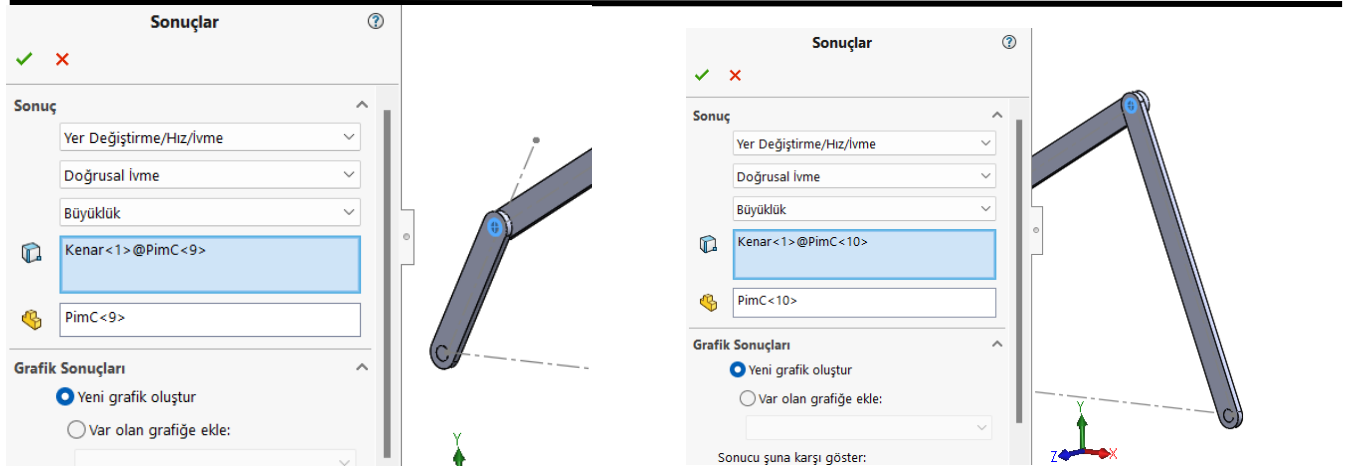 Sonuçlar
Sonuç
Yer Değiştirme/Hız/İvme
Doğrusal İvme
Büyüklük
Kenar<1>@PimC<9>
PimC<9>
Grafik Sonuçları
Yeni grafik oluştur
Var olan grafiğe ekle:
Y
Sonuçlar
Sonuç
Yer Değiştirme/Hız/İvme
Doğrusal İvme
Büyüklük
Kenar<1>@PimC<10>
PimC<10>
Grafik Sonuçları
Yeni grafik oluştur
Var olan grafiğe ekle:
Sonucu şuna karşı göster:
Y
Z X